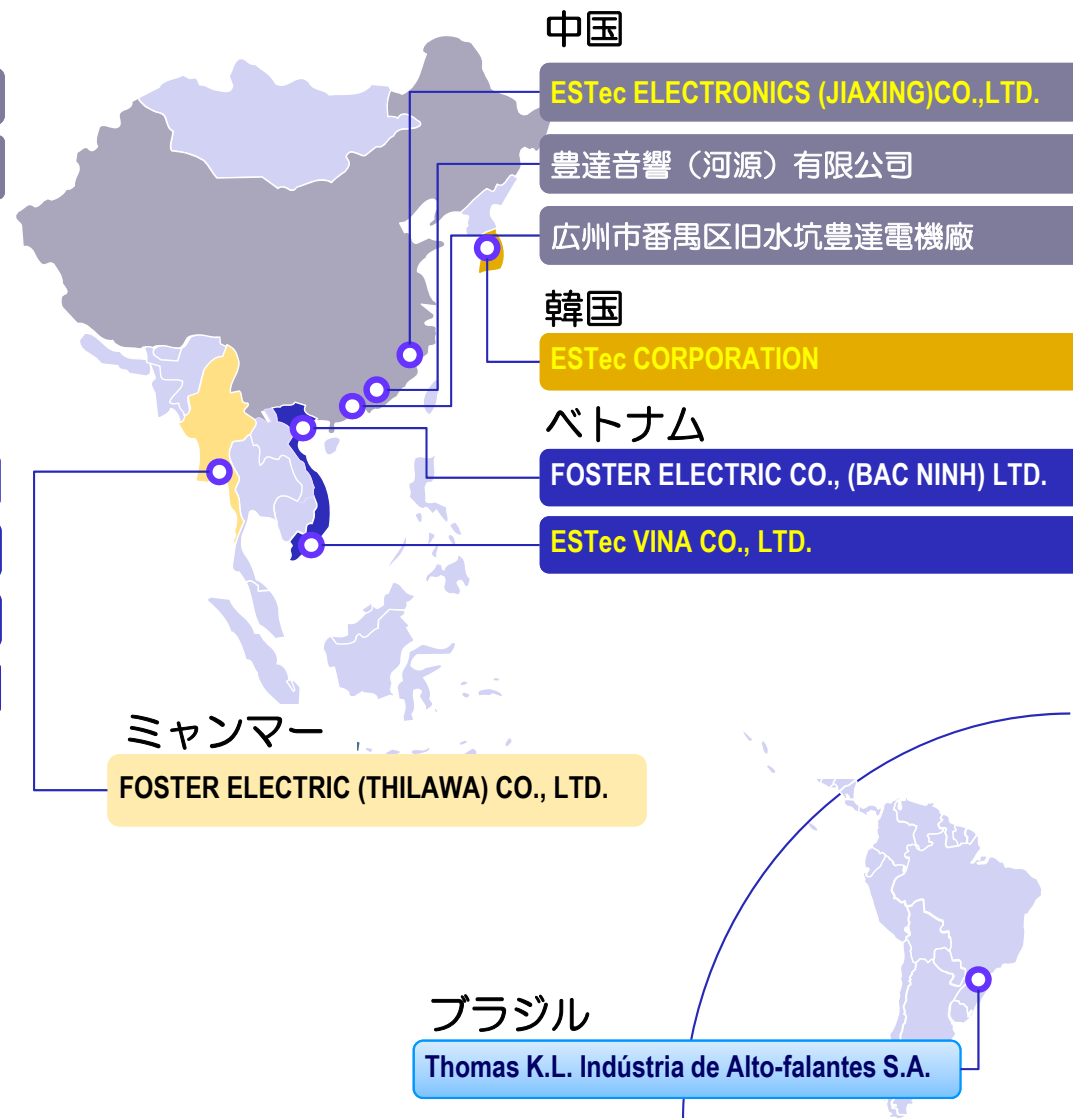 中国
ESTec ELECTRONICS (JIAXING)CO.,LTD.
豊達音響（河源）有限公司
広州市番禺区旧水坑豊達電機廠
韓国
ESTec CORPORATION
ベトナム
FOSTER ELECTRIC CO., (BAC NINH) LTD.
ESTec VINA CO., LTD.
ミャンマー
FOSTER ELECTRIC (THILAWA) CO., LTD.
ブラジル
Thomas K.L. Indústria de Alto-falantes S.A.